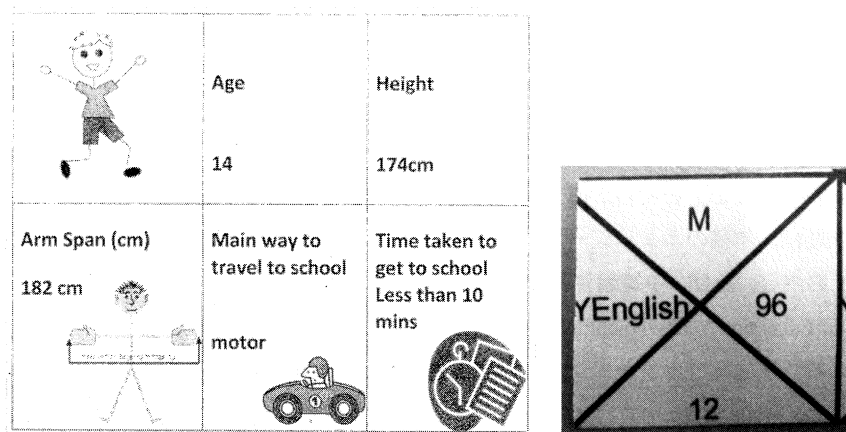 Age
Height
14
174cm
Arm Span (cm)
182 cm
Main way to
travel to school
motor
Time taken to
get to school
Less than 10
mins
1
M
YEnglish
96
12